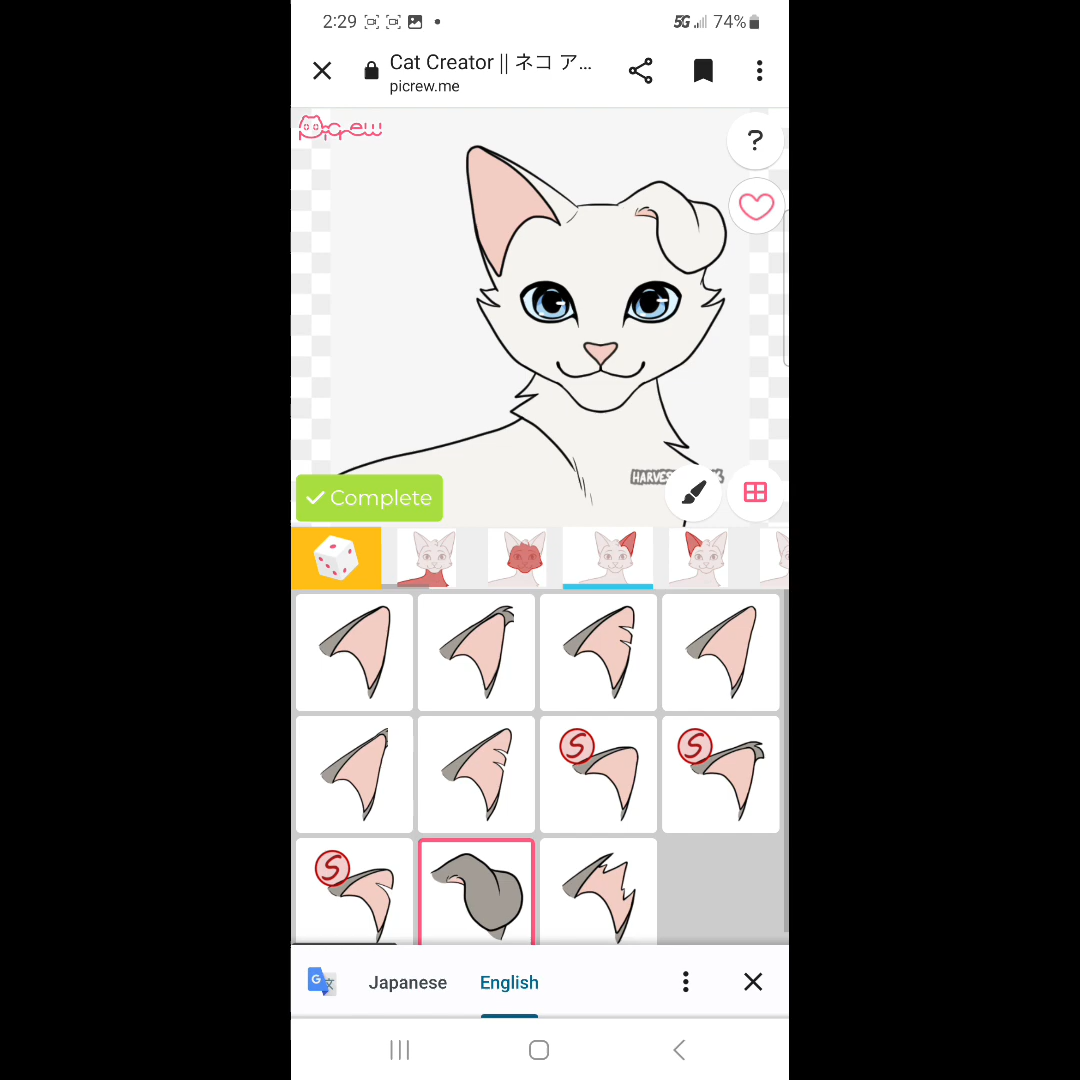 2:29 5G 74%
Cat Creator || ネコ ア...
picrew.me
Picrew
?
Complete
S
S
S
Japanese
English